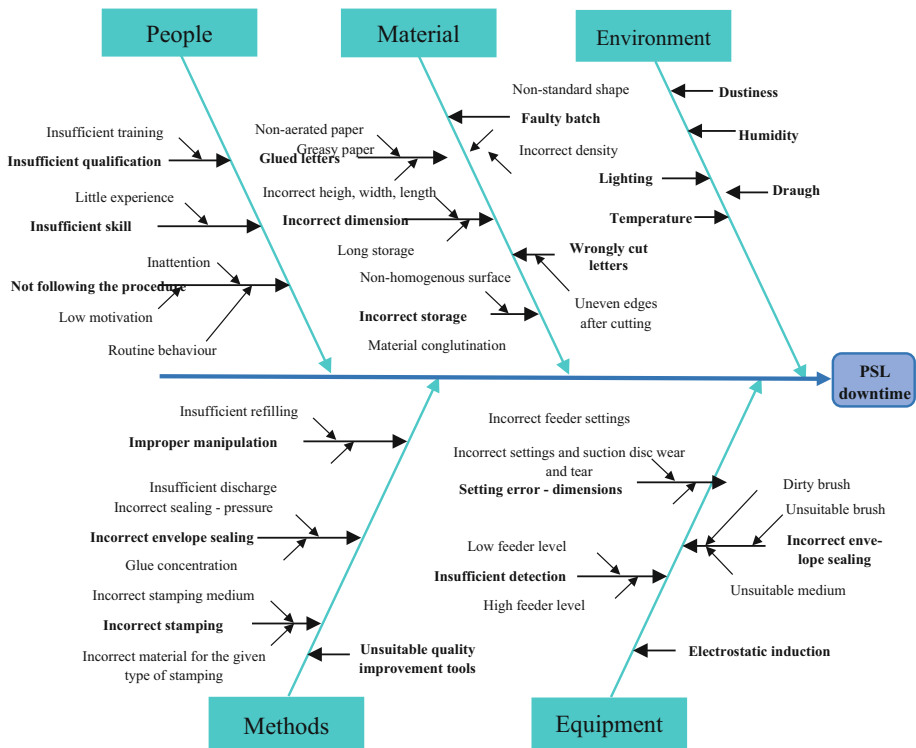 People
Material
Environment
Insufficient training
Insufficient qualification
Little experience
Insufficient skill
Inattention
Not following the procedure
Low motivation
Routine behaviour
Non-standard shape
Faulty batch
Non-aerated paper
Greasy paper
Glued letters
Incorrect density
Incorrect heigh, width, length
Incorrect dimension
Long storage
Wrongly cut
letters
Non-homogenous surface
Incorrect storage
Uneven edges
after cutting
Material conglutination
Dustiness
Humidity
Lighting
Draugh
Temperature
PSL
downtime
Insufficient refilling
Improper manipulation
Insufficient discharge
Incorrect sealing - pressure
Incorrect envelope sealing
Glue concentration
Incorrect stamping medium
Incorrect stamping
Incorrect material for the given
type of stamping
Unsuitable quality
improvement tools
Incorrect feeder settings
Incorrect settings and suction disc wear
and tear
Setting error - dimensions
Dirty brush
Unsuitable brush
Incorrect enve-
lope sealing
Low feeder level
Insufficient detection
High feeder level
Unsuitable medium
Electrostatic induction
Methods
Equipment